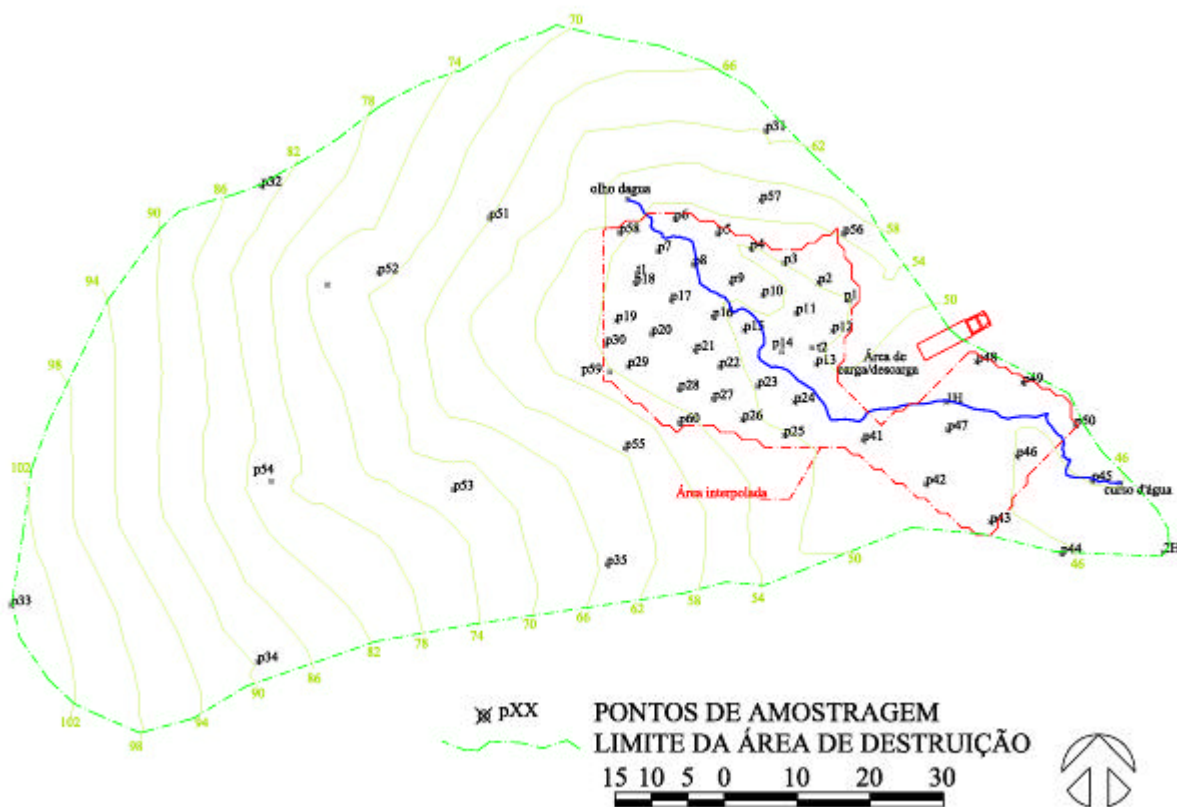 70
74
66
78
p31
62
82
p32
86
olho dagua
p57
90
p51
p6
p58
p5
p56
58
p4
p7
p3
p8
54
p52
t1
p18
p9
p2
94
p17
p10
p1
50
p19
p16
p11
p20
p15
p12
p30
p21
p14
t2
Área de
carga/descarga
p48
98
p59
p29
p22
p13
p49
p28
p23
p27
p24
1H
p60
p26
p50
p25
p41
p47
p55
p46
46
102
p54
p53
p42
p45
curso d'água
Área interpolada
p43
p35
50
p44
46
p33
58
54
66
62
70
74
78
82
p34
86
90
94
102
98
pXX
PONTOS DE AMOSTRAGEM
LIMITE DA ÁREA DE DESTRUIÇÃO
15 10 5 0 10 20 30